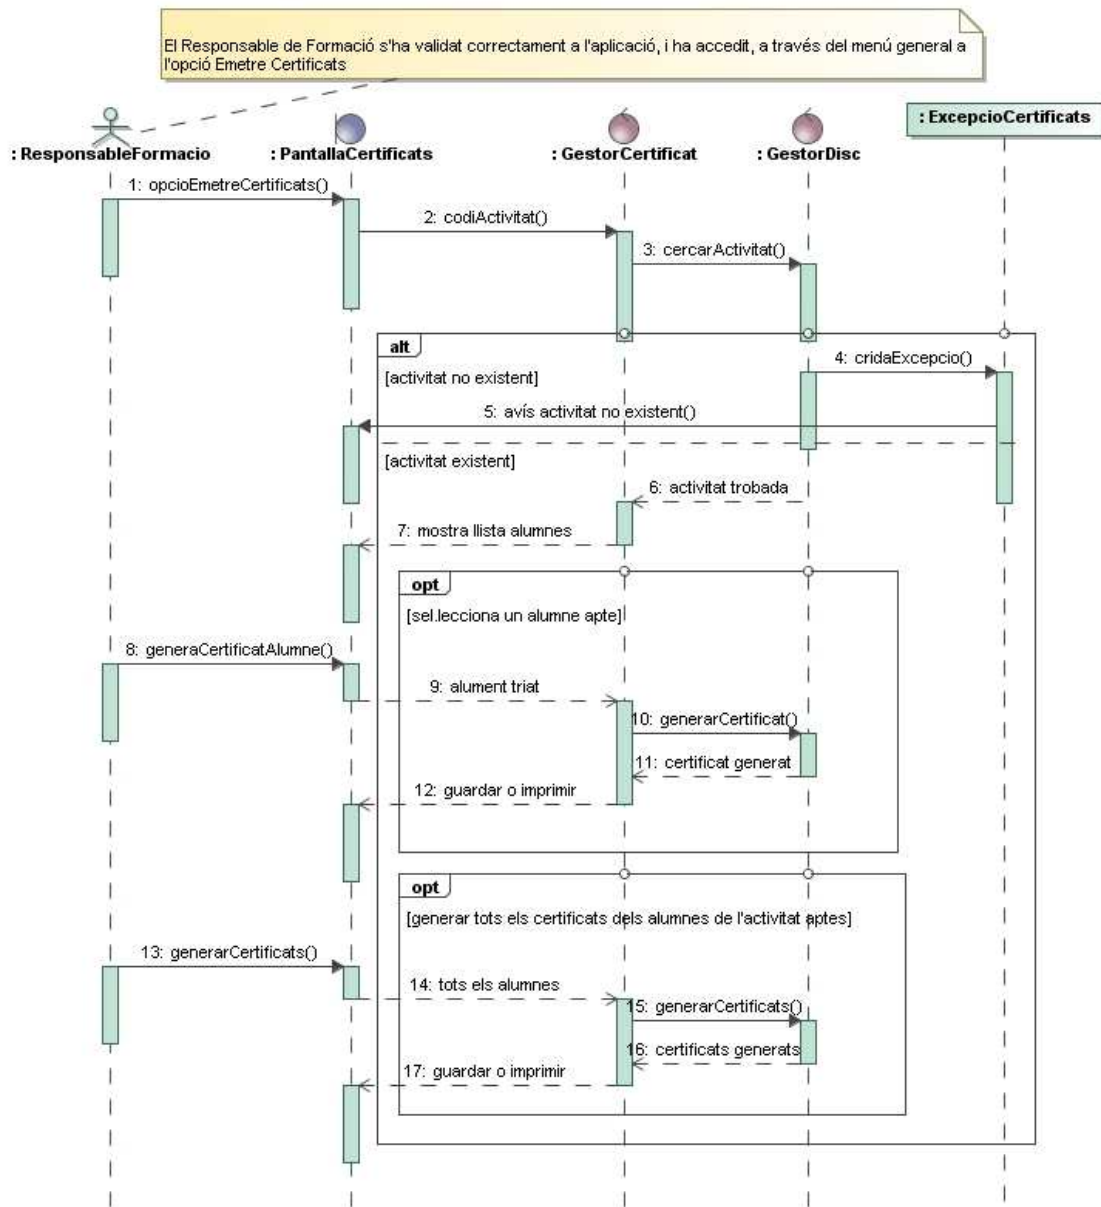 El Responsable de Formació s'ha validat correctament a l'aplicació, i ha accedit, a través del menú general a
l'opció Emetre Certificats
: ResponsableFormacio
: PantallaCertificats
: GestorCertificat
: GestorDisc
: ExcepcioCertificats
1: opcioEmetreCertificats()
2: codiActivitat()
3: cercarActivitat()
alt
[activitat no existent]
4: cridaExcepcio()
5: avís activitat no existent()
[activitat existent]
6: activitat trobada
7: mostra llista alumnes
opt
[sel.lecciona un alumne apte]
8: generaCertificatAlumne()
9: alument triat
10: generarCertificat()
11: certificat generat
12: guardar o imprimir
opt
[generar tots els certificats dels alumnes de l'activitat aptes]
13: generarCertificats()
14: tots els alumnes
15: generarCertificats()
16: certificats generats
17: guardar o imprimir